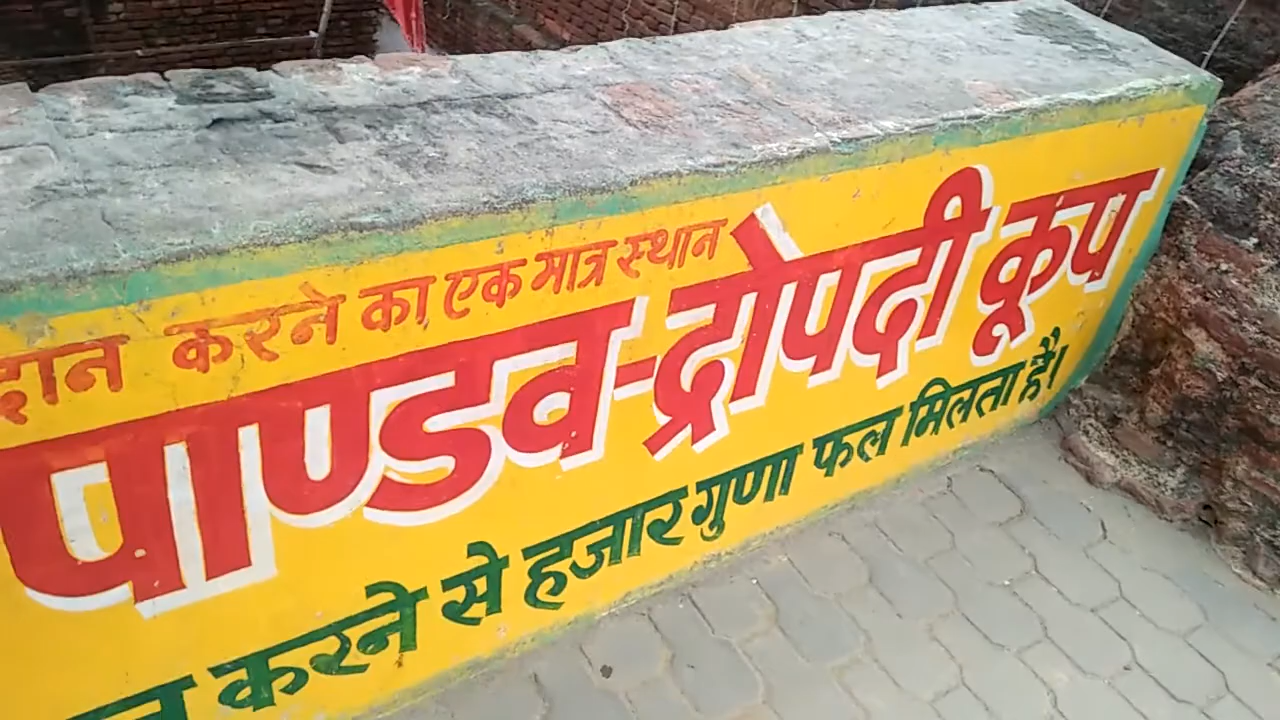 करने का एक मात्र स्थान
पाण्डव-द्रोपदी कूप
करने से हजार गुणा फल मिलता है।